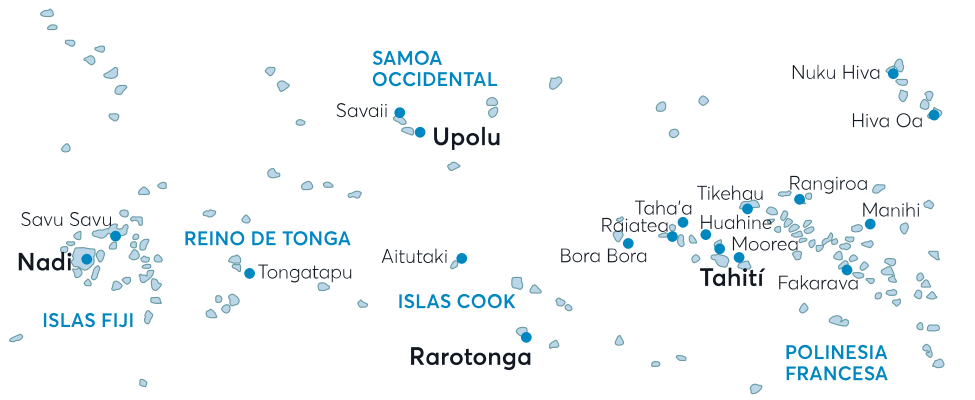 SAMOA
OCCIDENTAL
Savaii
Upolu
Nuku Hiva
Hiva Oa
Savu Savu
Nadi
ISLAS FIJI
REINO DE TONGA
Tongatapu
Aitutaki
ISLAS COOK
Rarotonga
Tikehau
Rangiroa
Taha'a
Manihi
Raiatea
Huahine
Bora Bora
Moorea
Tahití
Fakarava
POLINESIA
FRANCESA